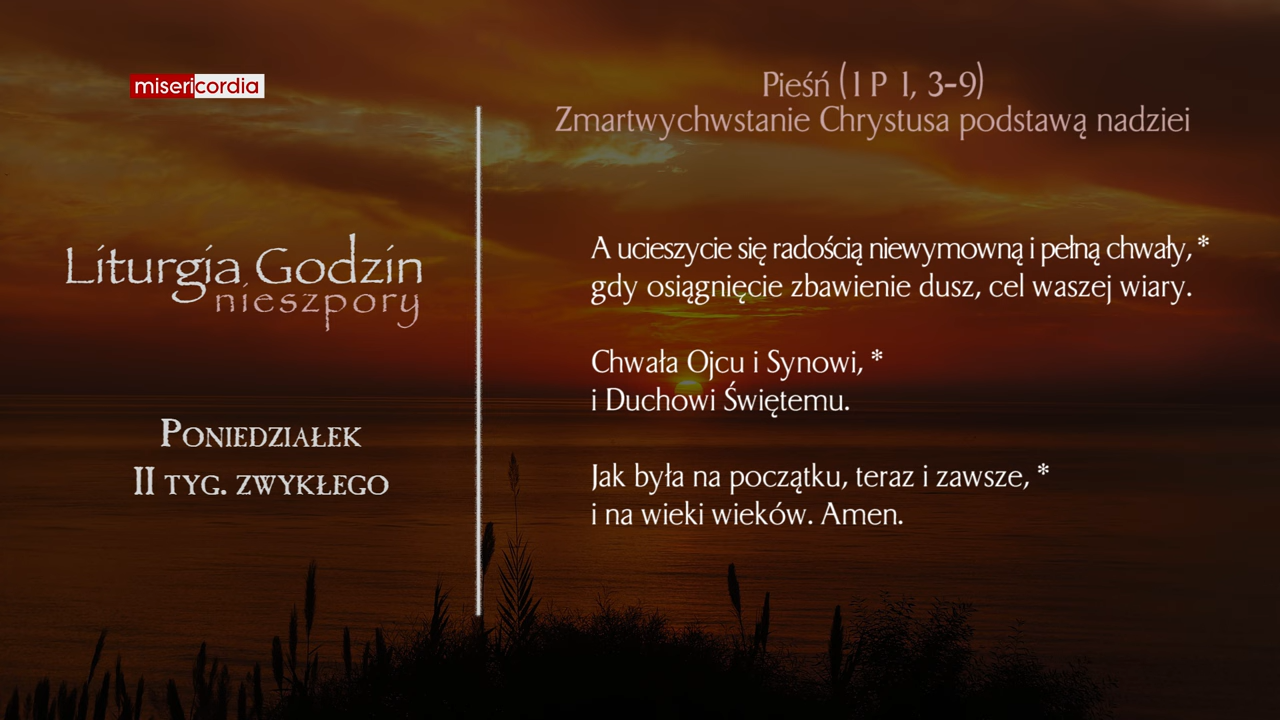 misericordia
Liturgia Godzin
nieszpory
Poniedziałek
II tyg. zwykłego
Pieśń (1 P 1, 3-9)
Zmartwychwstanie Chrystusa podstawą nadziei
A ucieszycie się radością niewymowną i pełną chwały, *
gdy osiągnięcie zbawienie dusz, cel waszej wiary.
Chwała Ojcu i Synowi, *
i Duchowi Świętemu.
Jak była na początku, teraz i zawsze, *
i na wieki wieków. Amen.